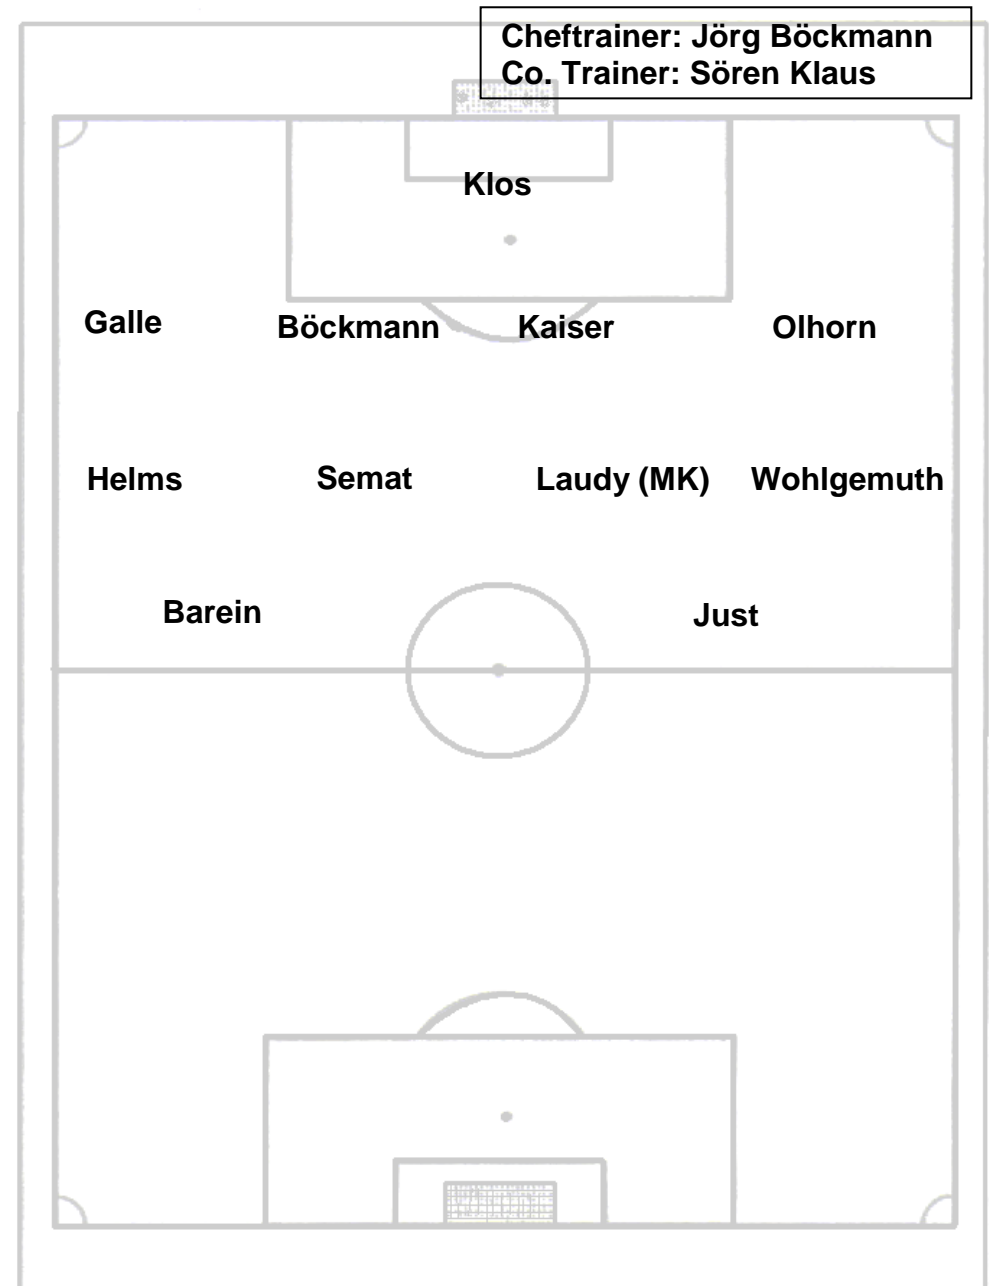 Cheftrainer: Jörg Böckmann
Co. Trainer: Sören Klaus
Klos
Galle Böckmann Kaiser Olhorn
Helms Semat Laudy (MK) Wohlgemuth
Barein Just